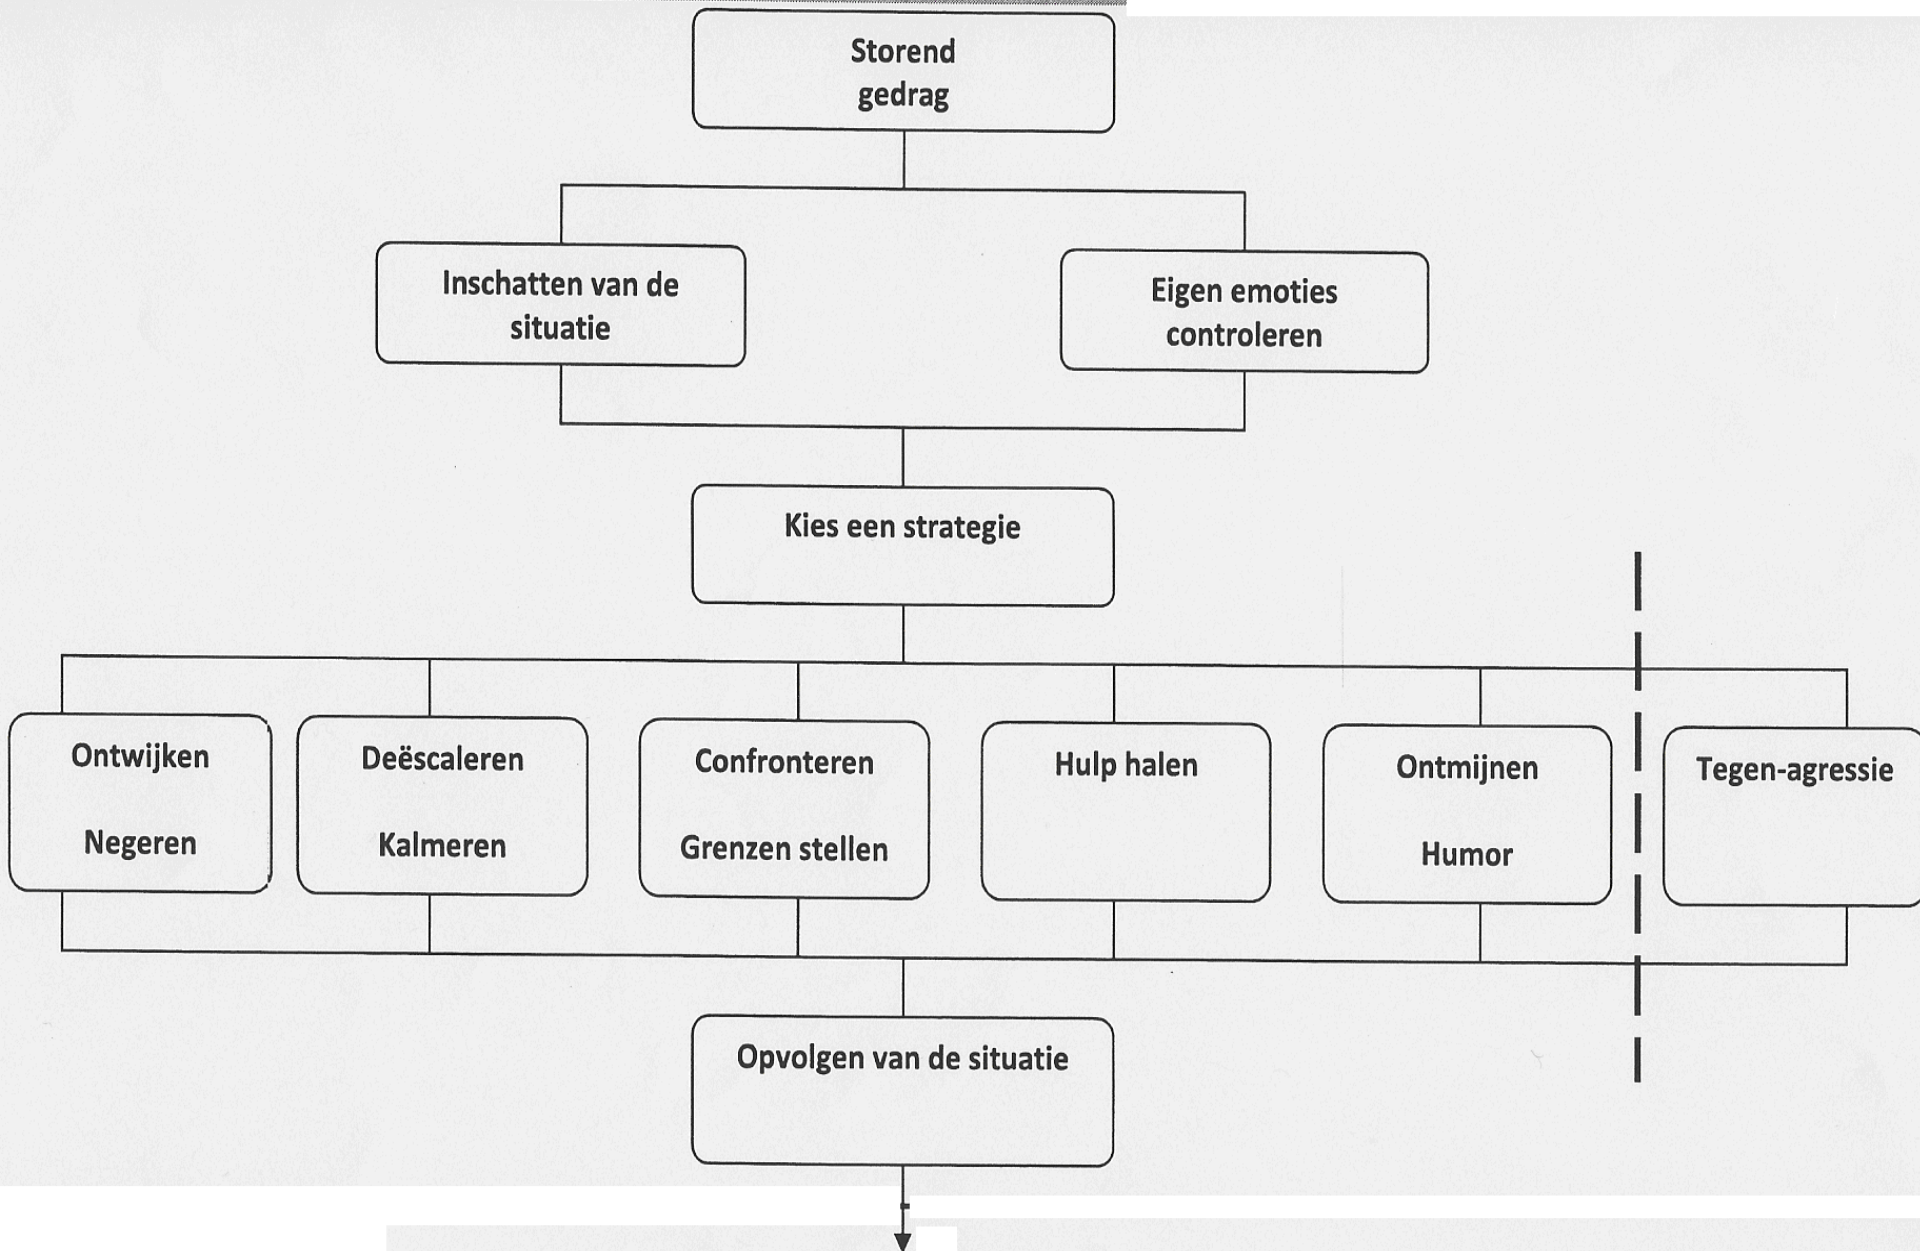 Storend
gedrag
Inschatten van de
situatie
Eigen emoties
controleren
Kies een strategie
Ontwijken
Negeren
Deëscaleren
Kalmeren
Confronteren
Grenzen stellen
Hulp halen
Ontmijnen
Humor
Tegen-agressie
Opvolgen van de situatie